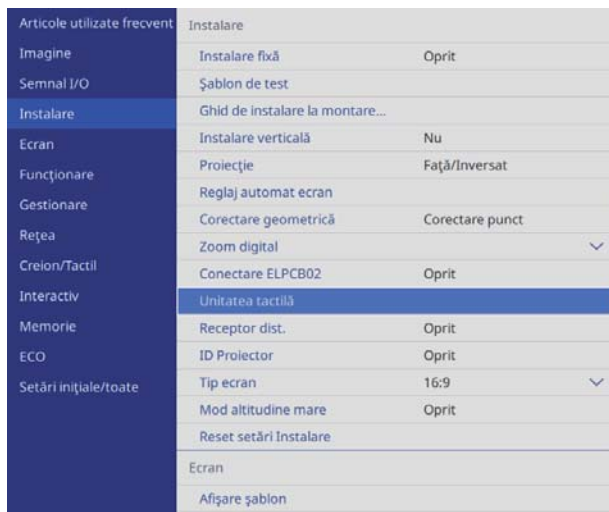 Articole utilizate frecvent
Imagine
Semnal I/O
Instalare
Ecran
Funcţionare
Gestionare
Reţea
Creion/Tactil
Interactiv
Memorie
ECO
Setări iniţiale/toate
Instalare
Instalare fixă Oprit
Şablon de test
Ghid de instalare la montare...
Instalare verticală Nu
Proiecţie Faţă/Inversat
Reglaj automat ecran
Corectare geometrică Corectare punct
Zoom digital
Conectare ELPCB02 Oprit
Unitatea tactilă
Receptor dist. Oprit
ID Proiector Oprit
Tip ecran 16:9
Mod altitudine mare Oprit
Reset setări Instalare
Ecran
Afişare şablon